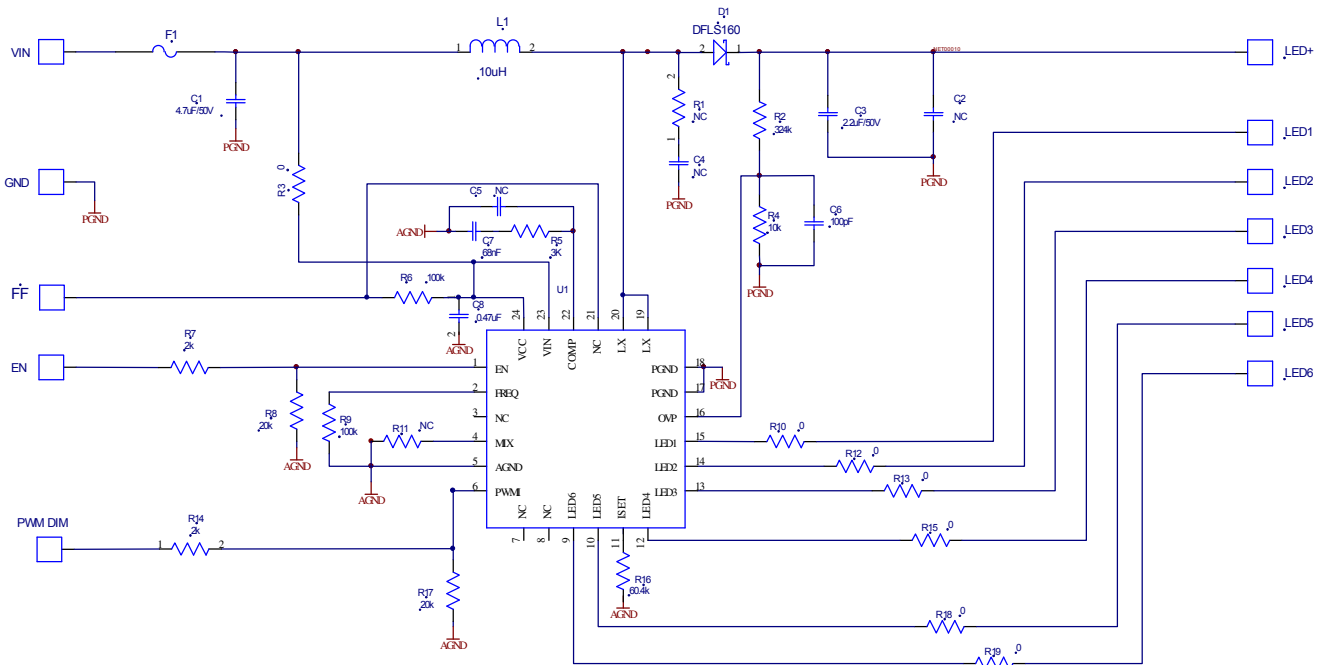 VIN
F1
L1
1
2
.10uH
D1
DFLS160
2
1
NET00010
LED+
C1
4.7uF/50V
PGND
2
R1
NC
1
C4
NC
PGND
R2
324k
C3
2.2uF/50V
C2
NC
PGND
LED1
GND
PGND
R3
0
C5
NC
AGND
C7
68nF
R5
3K
R4
10k
C6
100pF
PGND
LED2
LED3
FF
R6
100k
U1
C8
0.47uF
2
AGND
LED4
LED5
LED6
24
23
22
21
20
19
VCC
VIN
COMP
NC
LX
LX
EN
R7
2k
1
EN
PGND
18
PGND
2
FREQ
PGND
17
R8
20k
AGND
R9
100k
3
NC
OVP
16
R11
NC
4
MIX
LED1
15
R10
0
5
AGND
LED2
14
R12
0
AGND
6
PWMI
LED3
13
R13
0
NC
NC
LED6
LED5
ISET
LED4
7
8
9
10
11
12
PWM DIM
1
R14
2k
2
R15
0
R17
20k
AGND
R16
60.4k
AGND
R18
0
R19
0